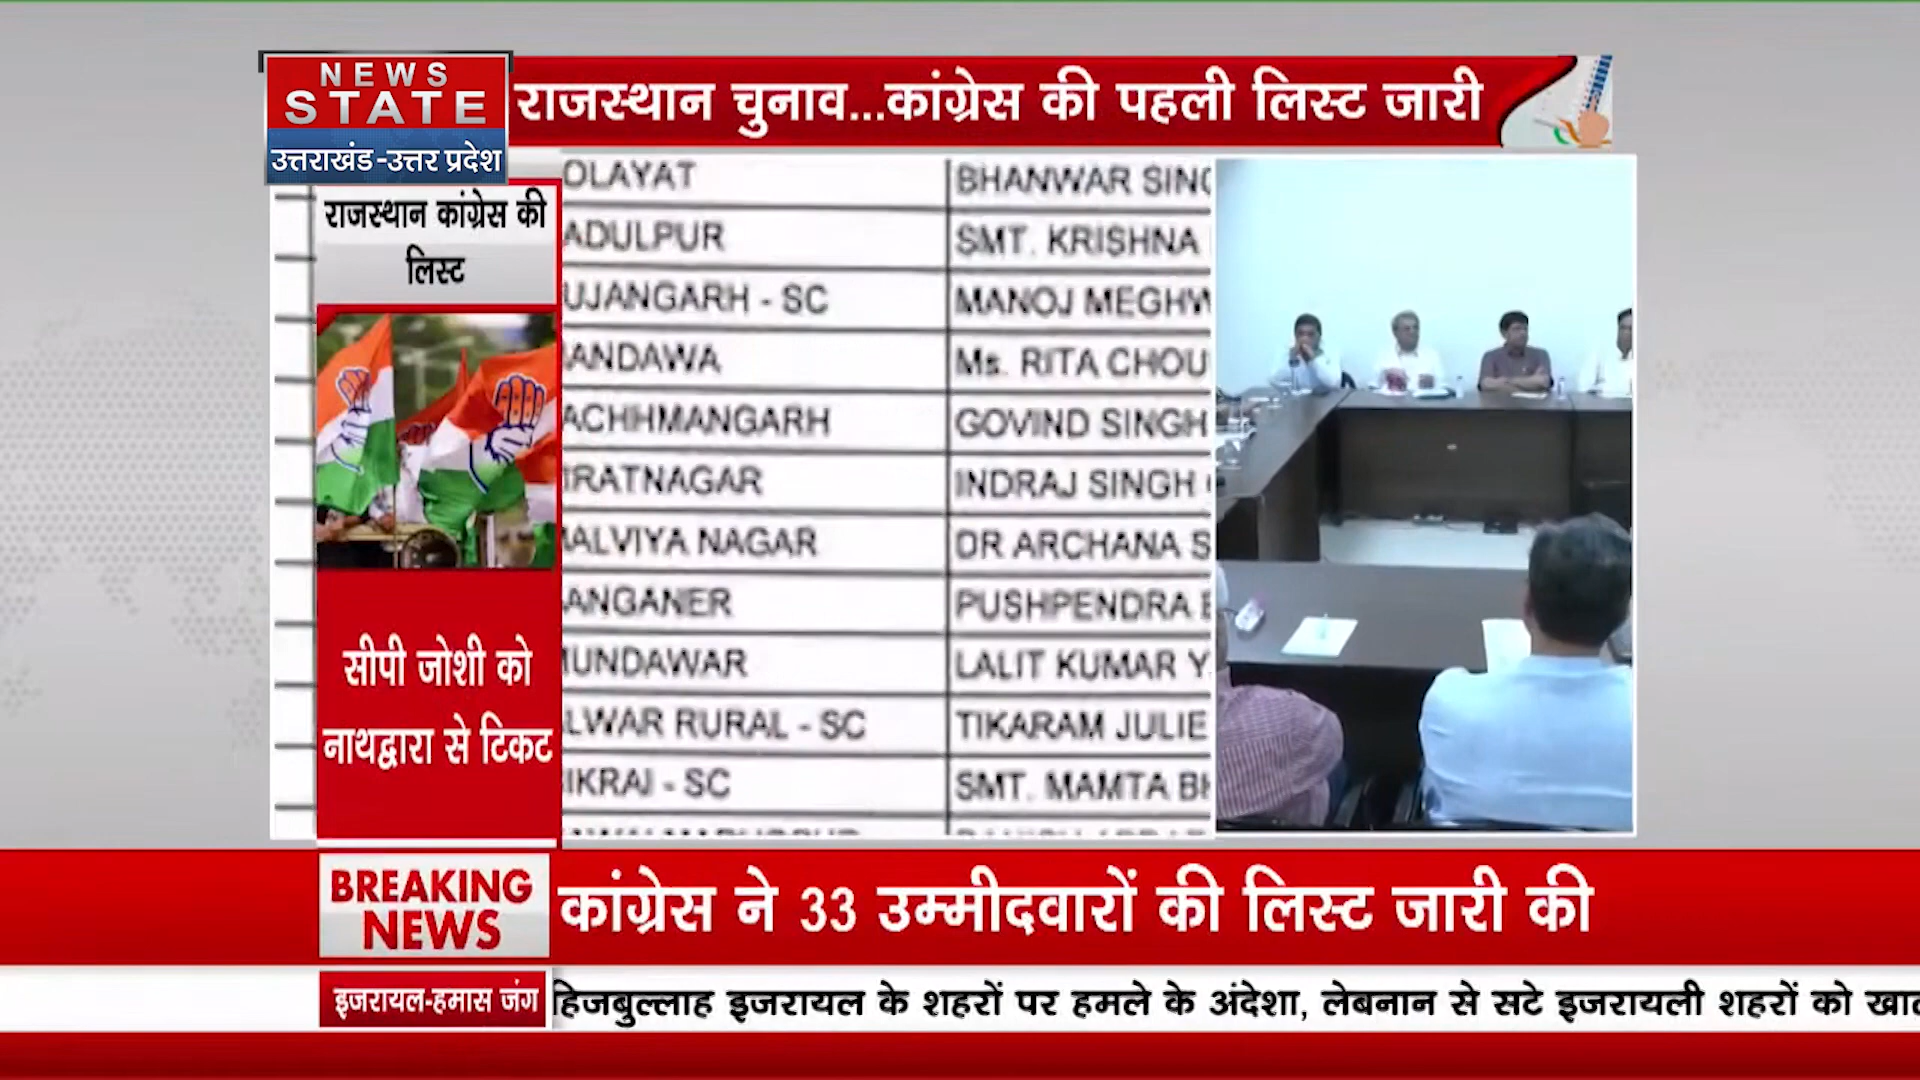 NEWS
STATE
उत्तराखंड-उत्तर प्रदेश
राजस्थान चुनाव...कांग्रेस की पहली लिस्ट जारी
राजस्थान कांग्रेस की
लिस्ट
सीपी जोशी को
नाथद्वारा से टिकट
OLAYAT BHANWAR SING
ADULPUR SMT. KRISHNA
UJANGARH - SC MANOJ MEGHW
ANDAWA Ms. RITA CHOU
ACHHMANGARH GOVIND SINGH
IRATNAGAR INDRAJ SINGH
ALVIYA NAGAR DR ARCHANA S
ANGANER PUSHPENDRA B
UNDAWAR LALIT KUMAR Y
LWAR RURAL - SC TIKARAM JULIE
IKRAI - SC SMT. MAMTA BH
BREAKING
NEWS
कांग्रेस ने 33 उम्मीदवारों की लिस्ट जारी की
इजरायल-हमास जंग
हिजबुल्लाह इजरायल के शहरों पर हमले के अंदेशा, लेबनान से सटे इजरायली शहरों को खाल